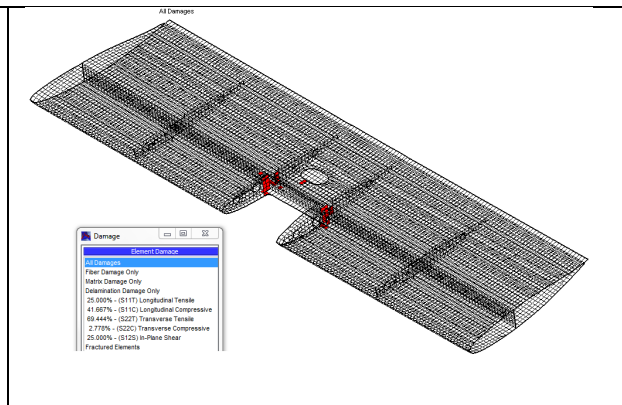 All Damages
Damage
Element Damage
All Damages
Fiber Damage Only
Matrix Damage Only
Delamination Damage Only
25.000% - (S11T) Longitudinal Tensile
41.667% - (S11C) Longitudinal Compressive
69.444% - (S22T) Transverse Tensile
2.778% - (S22C) Transverse Compressive
25.000% - (S12S) In-Plane Shear
Fractured Elements